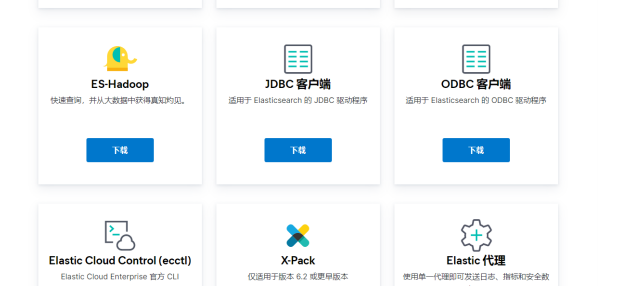 ES-Hadoop
快速查询，并从大数据中获得真知灼见。
下载
JDBC 客户端
适用于 Elasticsearch 的 JDBC 驱动程序
下载
ODBC 客户端
适用于 Elasticsearch 的 ODBC 驱动程序
下载
Elastic Cloud Control (ecctl)
Elastic Cloud Enterprise 官方 CLI
X-Pack
仅适用于版本 6.2 或更早版本
Elastic 代理
使用单一代理即可发送日志、指标和安全数